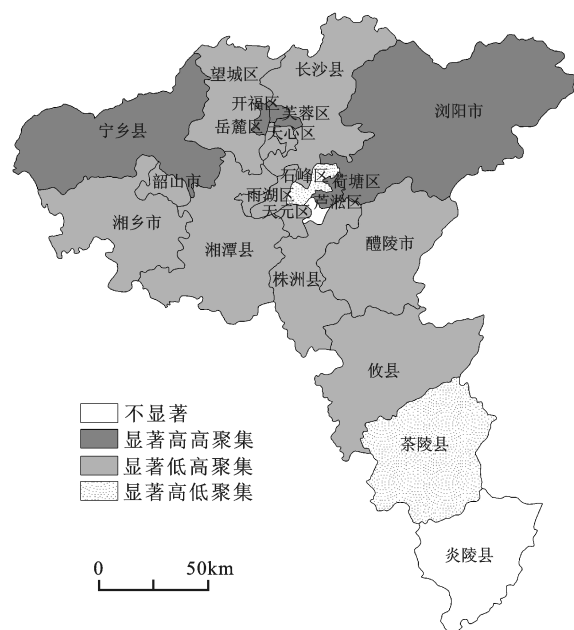 望城区
长沙县
浏阳市
开福区
芙蓉区
宁乡县
岳麓区
天心区
石峰区
韶山市
荷塘区
雨湖区
芦淞区
天元区
湘乡市
湘潭县
醴陵市
株洲县
攸县
不显著
显著高高聚集
显著低高聚集
显著高低聚集
茶陵县
炎陵县
0 50km